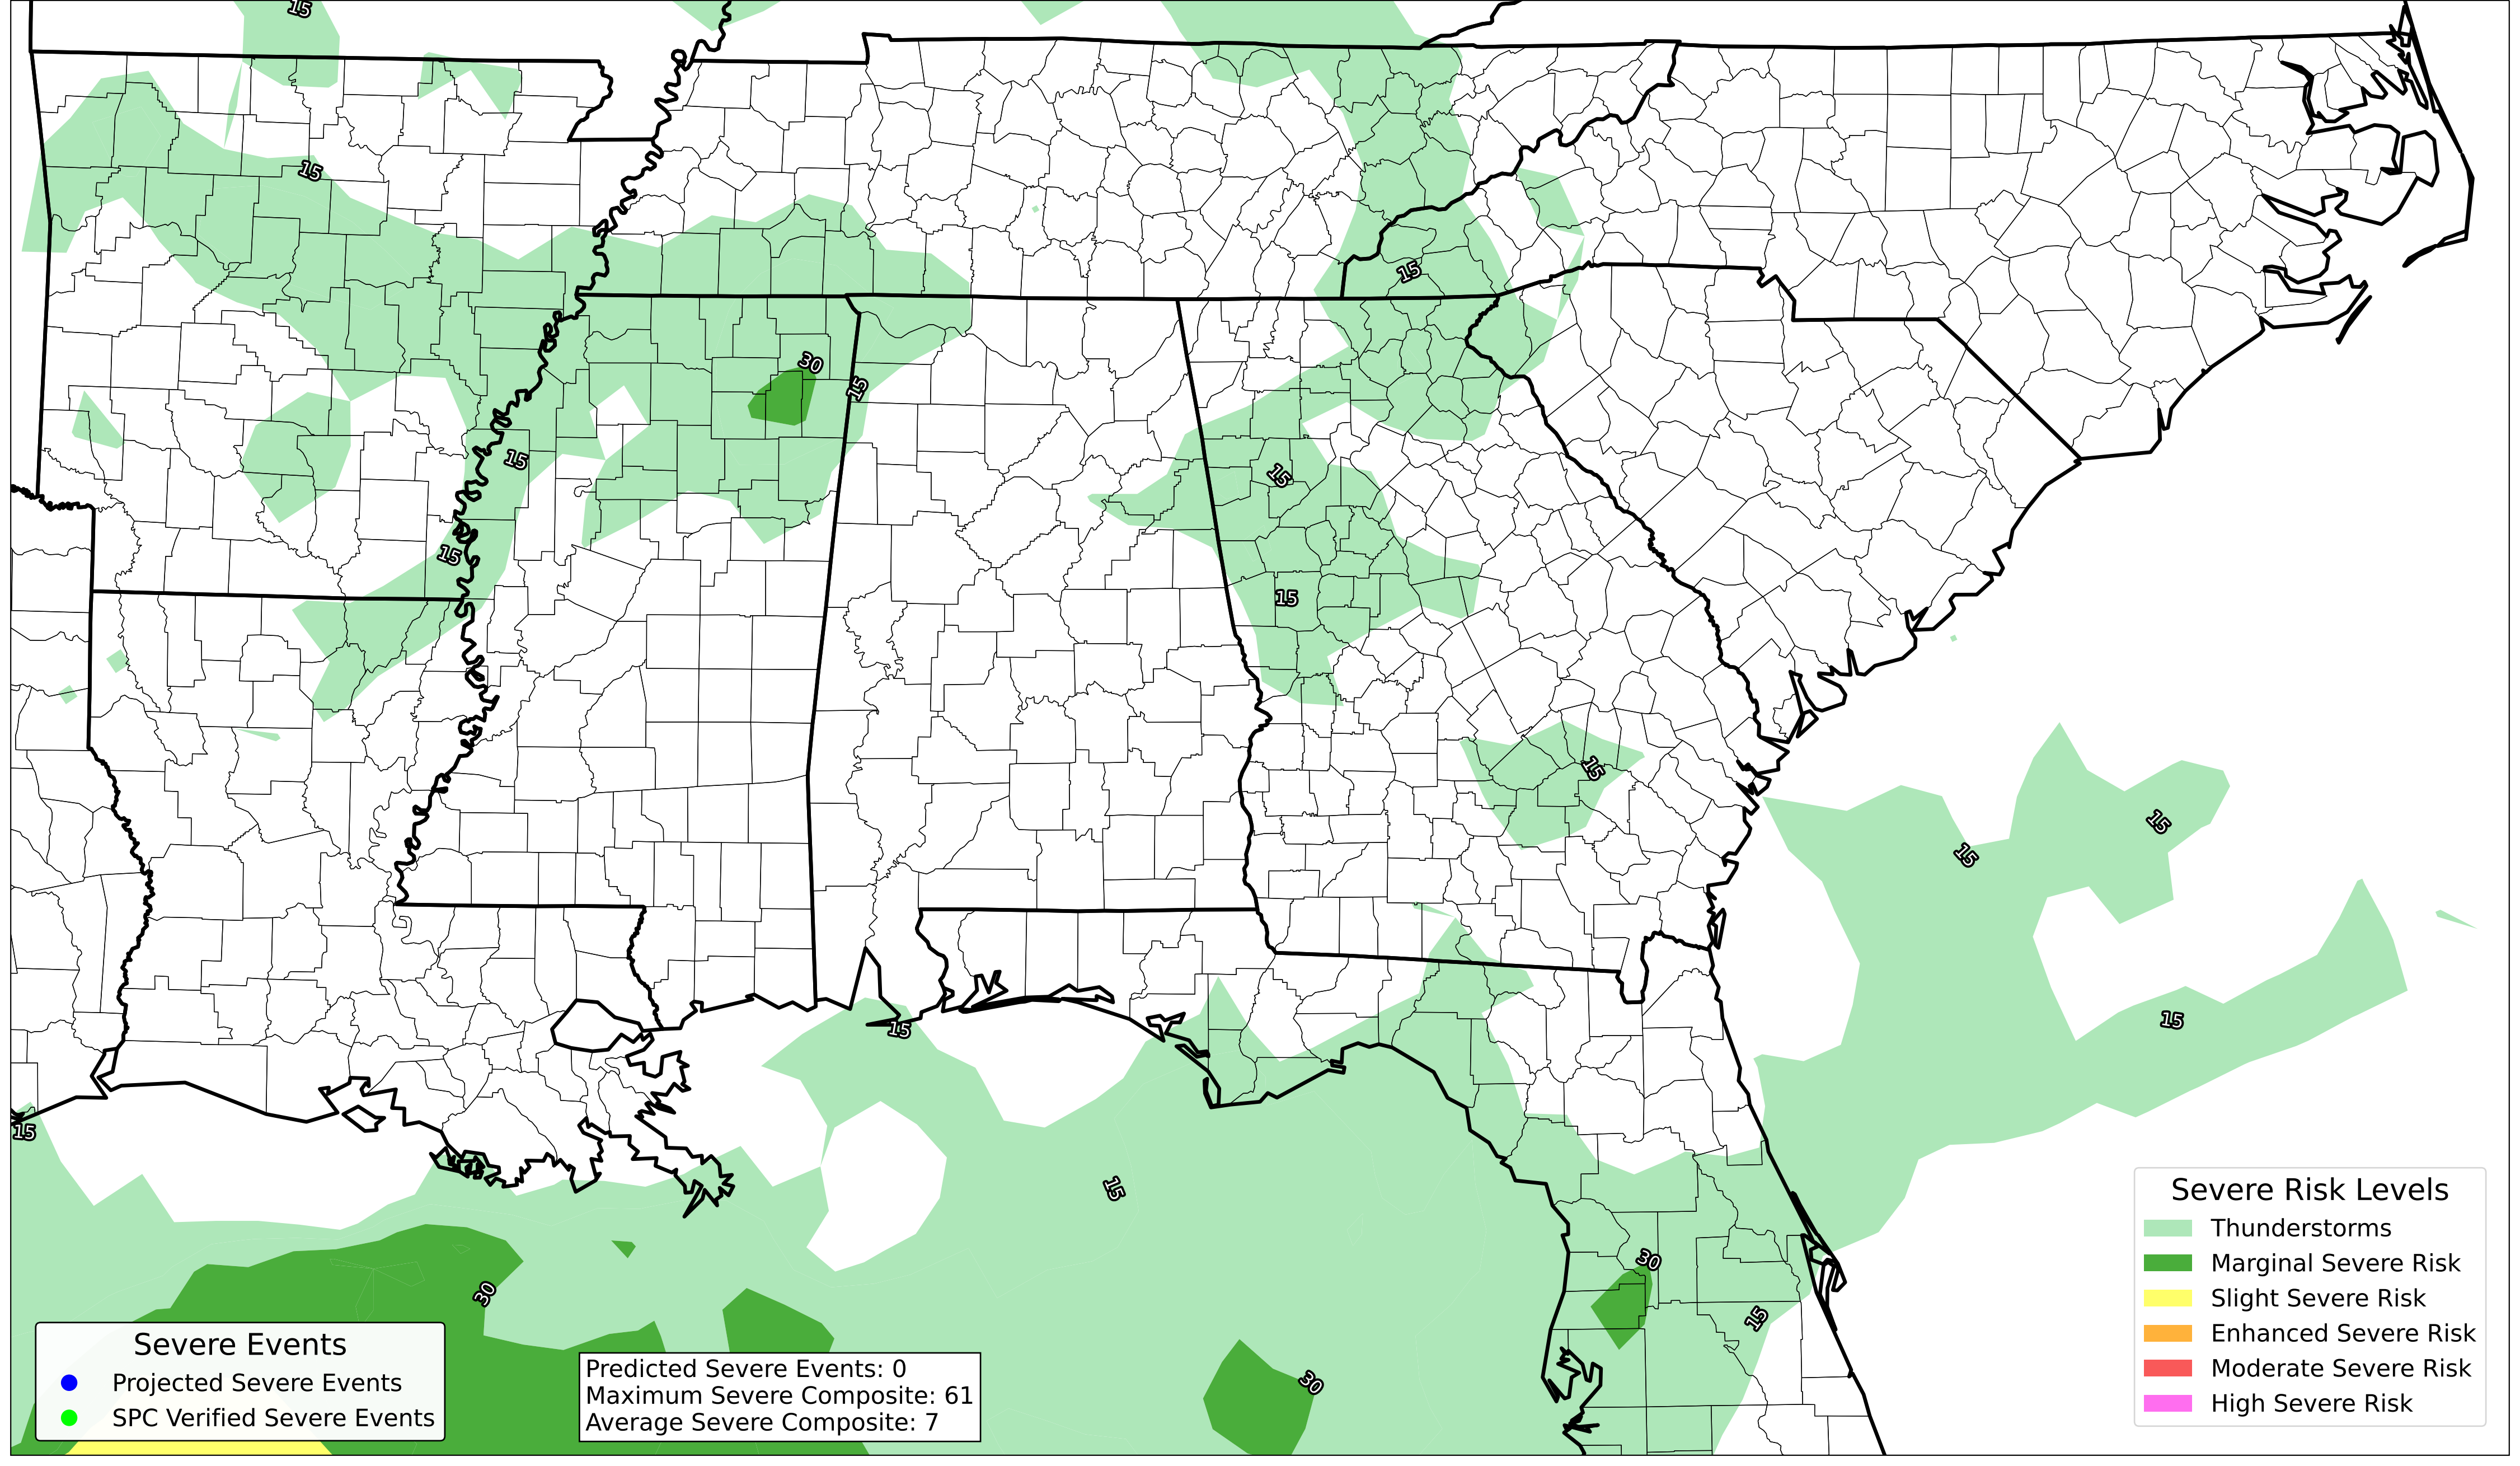 15
15
15
30
15
15
15
15
15
15
15
15
15
15
15
15
15
30
30
15
30
Severe Events
Projected Severe Events
SPC Verified Severe Events
Predicted Severe Events: 0
Maximum Severe Composite: 61
Average Severe Composite: 7
Severe Risk Levels
Thunderstorms
Marginal Severe Risk
Slight Severe Risk
Enhanced Severe Risk
Moderate Severe Risk
High Severe Risk